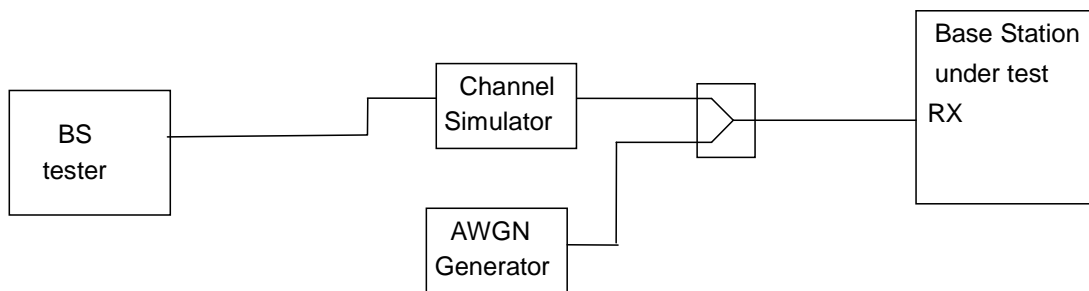 BS
tester
Channel
Simulator
AWGN
Generator
Base Station
under test
RX